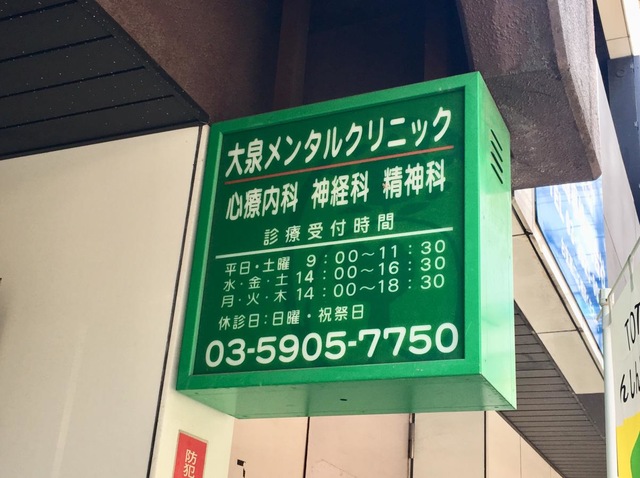 大泉メンタルクリニック
心療内科 神経科 精神科
診療受付時間
平日・土曜 9:00～11:30
水・金・土 14:00～16:30
月・火・木 14:00～18:30
休診日:日曜・祝祭日
03-5905-7750
防犯
TOT